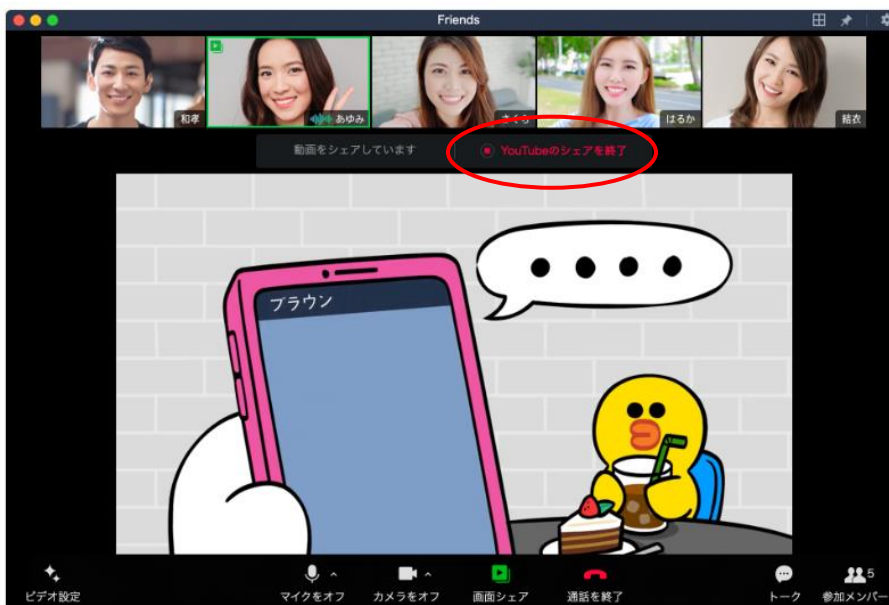 Friends
和孝
あゆみ
さくら
はるか
結衣
動画をシェアしています
YouTubeのシェアを終了
ブラウン
ビデオ設定
マイクをオフ
カメラをオフ
画面シェア
通話を終了
トーク
5
参加メンバー